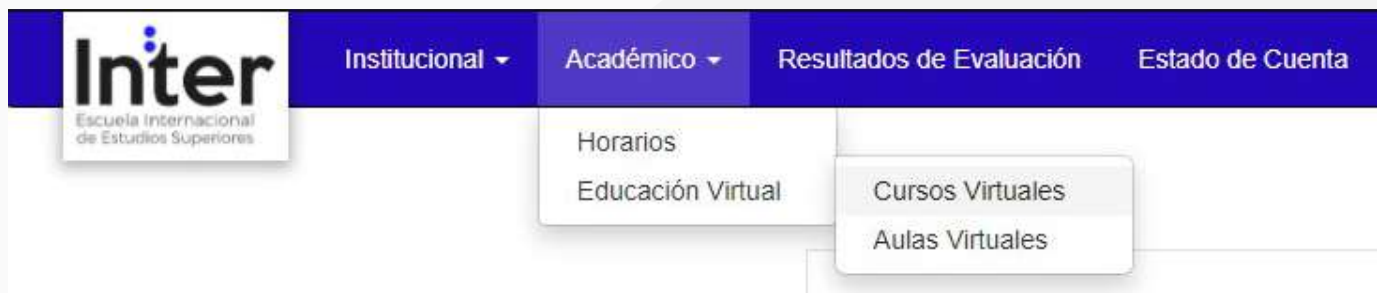 Inter
Escuela Internacional
de Estudios Superiores
Institucional
Académico
Resultados de Evaluación
Estado de Cuenta
Horarios
Educación Virtual
Cursos Virtuales
Aulas Virtuales